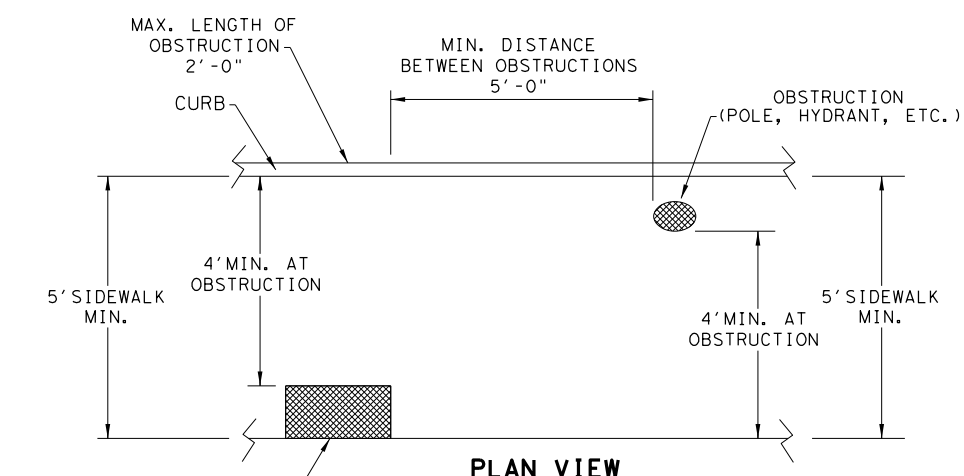 MAX. LENGTH OF
OBSTRUCTION
2'-0"
MIN. DISTANCE
BETWEEN OBSTRUCTIONS
5'-0"
CURB
OBSTRUCTION
(POLE, HYDRANT, ETC.)
4'MIN. AT
OBSTRUCTION
5'SIDEWALK
MIN.
4'MIN. AT
OBSTRUCTION
5'SIDEWALK
MIN.
PLAN VIEW